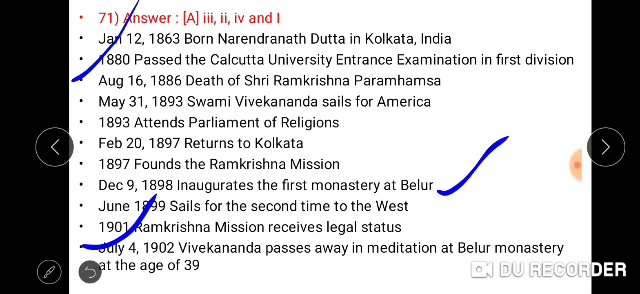 • 71) Answer : [A] iii, ii, iv and I
• Jan 12, 1863 Born Narendranath Dutta in Kolkata, India
• 1880 Passed the Calcutta University Entrance Examination in first division
• Aug 16, 1886 Death of Shri Ramkrishna Paramhamsa
• May 31, 1893 Swami Vivekananda sails for America
• 1893 Attends Parliament of Religions
• Feb 20, 1897 Returns to Kolkata
• 1897 Founds the Ramkrishna Mission
• Dec 9, 1898 Inaugurates the first monastery at Belur
• June 1899 Sails for the second time to the West
• 1901 Ramkrishna Mission receives legal status
• July 4, 1902 Vivekananda passes away in meditation at Belur monastery
at the age of 39
DU RECORDER